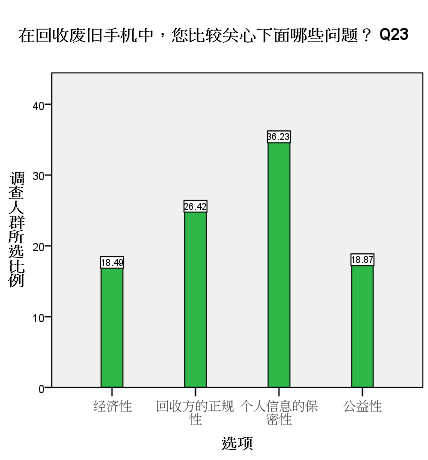 在回收废旧手机中，您比较关心下面哪些问题？ Q23
调查人群所选比例
40
30
20
10
0
18.49
26.42
36.23
18.87
经济性
回收方的正规
性
个人信息的保
密性
公益性
选项